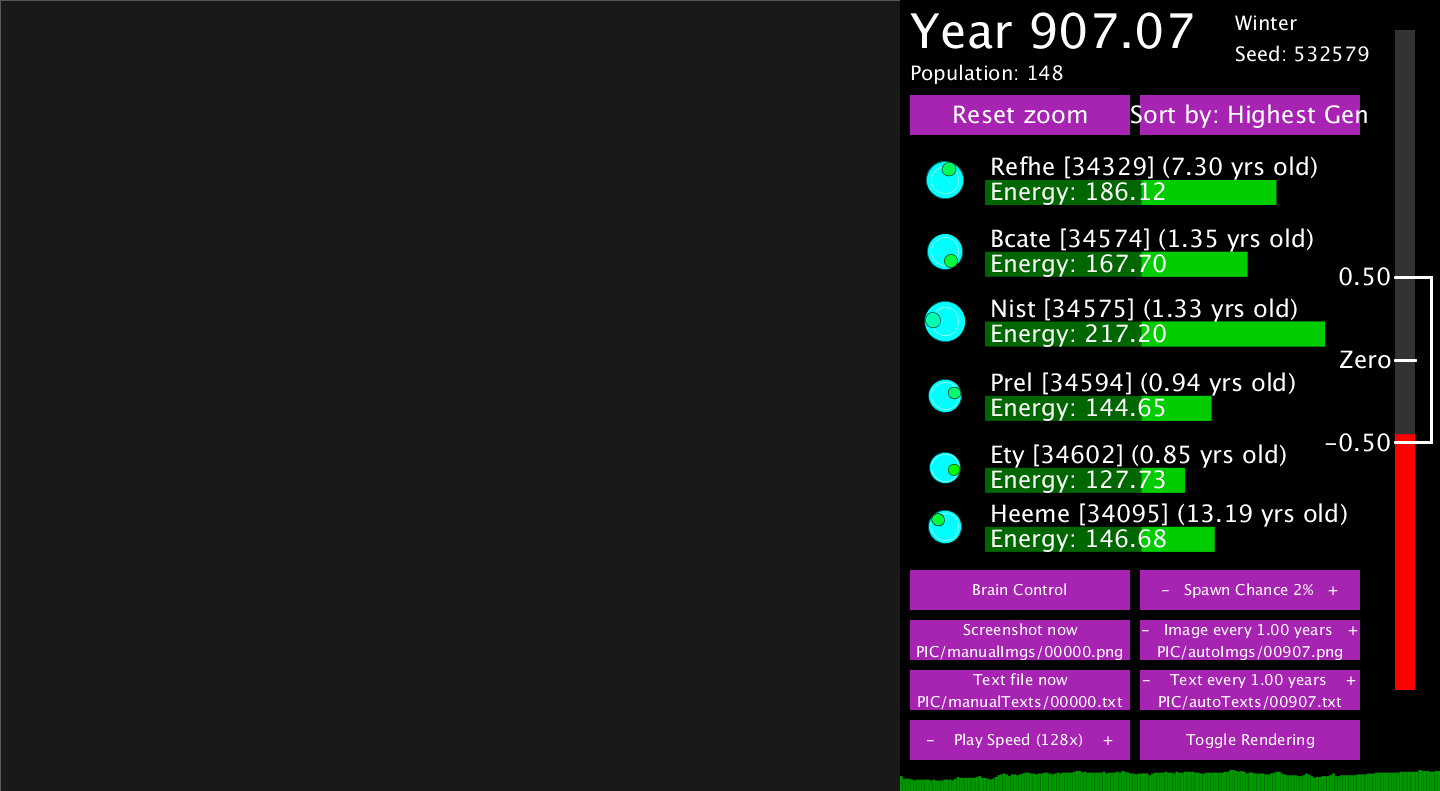 Year 907.07
Winter
Seed: 532579
Population: 148
Reset zoom
Sort by: Highest Gen
Refhe [34329] (7.30 yrs old)
Energy: 186.12
Bcate [34574] (1.35 yrs old)
Energy: 167.70
Nist [34575] (1.33 yrs old)
Energy: 217.20
Prel [34594] (0.94 yrs old)
Energy: 144.65
Ety [34602] (0.85 yrs old)
Energy: 127.73
Heeme [34095] (13.19 yrs old)
Energy: 146.68
0.50
Zero
−0.50
Brain Control
- Spawn Chance 2% +
Screenshot now
PIC/manualImgs/00000.png
- Image every 1.00 years +
PIC/autoImgs/00907.png
Text file now
PIC/manualTexts/00000.txt
- Text every 1.00 years +
PIC/autoTexts/00907.txt
- Play Speed (128x) +
Toggle Rendering